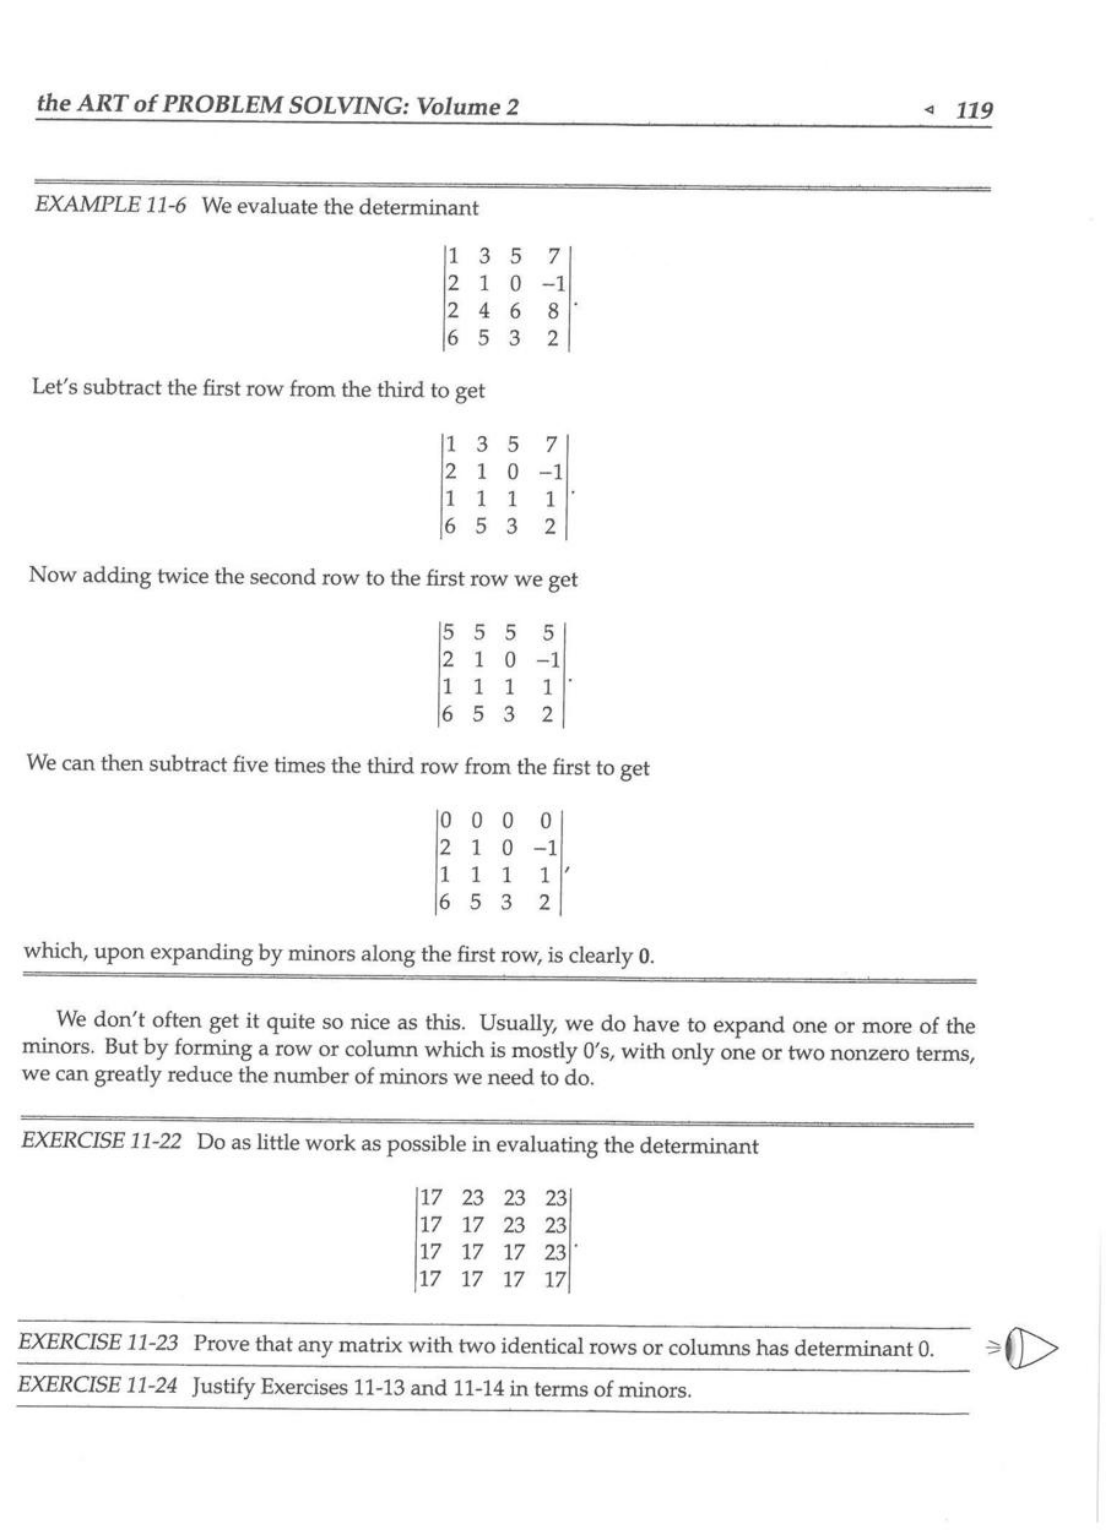 the ART of PROBLEM SOLVING: Volume 2 ◁ 119
EXAMPLE 11-6 We evaluate the determinant
|1 3 5 7|
|2 1 0 −1|
|2 4 6 8|.
|6 5 3 2|
Let's subtract the first row from the third to get
|1 3 5 7|
|2 1 0 −1|
|1 1 1 1|.
|6 5 3 2|
Now adding twice the second row to the first row we get
|5 5 5 5|
|2 1 0 −1|
|1 1 1 1|.
|6 5 3 2|
We can then subtract five times the third row from the first to get
|0 0 0 0|
|2 1 0 −1|
|1 1 1 1|,
|6 5 3 2|
which, upon expanding by minors along the first row, is clearly 0.
We don't often get it quite so nice as this. Usually, we do have to expand one or more of the
minors. But by forming a row or column which is mostly 0's, with only one or two nonzero terms,
we can greatly reduce the number of minors we need to do.
EXERCISE 11-22 Do as little work as possible in evaluating the determinant
|17 23 23 23|
|17 17 23 23|
|17 17 17 23|.
|17 17 17 17|
EXERCISE 11-23 Prove that any matrix with two identical rows or columns has determinant 0.
EXERCISE 11-24 Justify Exercises 11-13 and 11-14 in terms of minors.